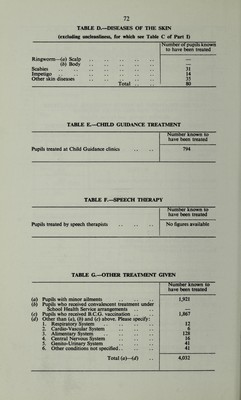 72
TABLE D.—DISEASES OF THE SKIN
(excluding uncleanliness, for which see Table C of Part I)
Number of pupils known
to have been treated
Ringworm—(a) Scalp .. .. .. .. .. —
(b) Body .. .. .. .. .. —
Scabies .. .. .. .. .. .. 31
Impetigo .. .. .. .. .. .. 14
Other skin diseases .. .. .. .. .. 35
Total .. .. 80
TABLE E.—CHILD GUIDANCE TREATMENT
Number known to
have been treated
Pupils treated at Child Guidance clinics .. .. 794
TABLE F.—SPEECH THERAPY
Number known to
have been treated
Pupils treated by speech therapists .. .. .. No figures available
TABLE G.—OTHER TREATMENT GIVEN
Number known to
have been treated
(a) Pupils with minor ailments .. .. .. 1,921
(b) Pupils who received convalescent treatment under
School Health Service arrangements .. .. —
(c) Pupils who received B.C.G. vaccination .. .. 1,867
(d) Other than (a), (b) and (c) above. Please specify:
1. Respiratory System .. .. .. .. 12
2. Cardio-Vascular System .. .. .. 6
3. Alimentary System .. .. .. .. 128
4. Central Nervous System .. .. .. 16
5. Genito-Urinary System .. .. .. 41
6. Other conditions not specified .. .. 41
Total (a)—(d) .. 4,032